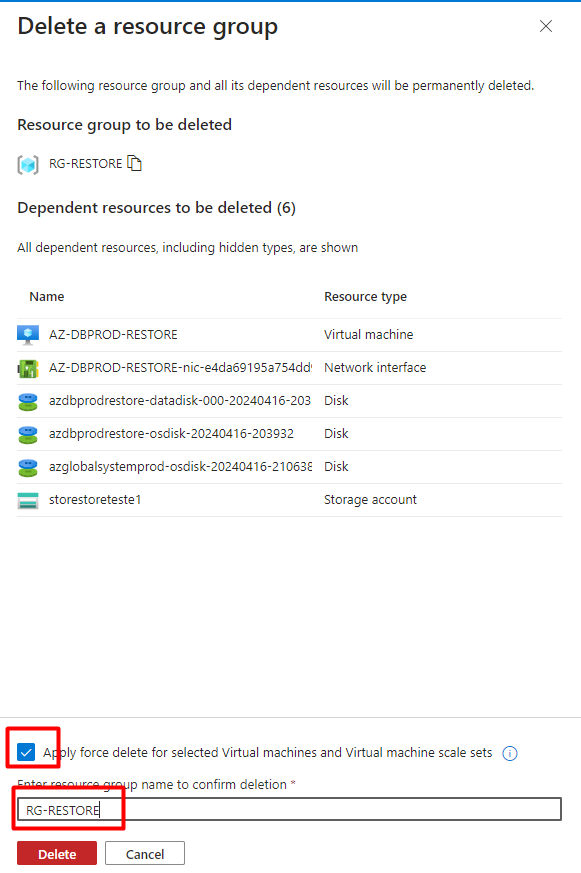 Delete a resource group
The following resource group and all its dependent resources will be permanently deleted.
Resource group to be deleted
RG-RESTORE
Dependent resources to be deleted (6)
All dependent resources, including hidden types, are shown
Name Resource type
AZ-DBPROD-RESTORE Virtual machine
AZ-DBPROD-RESTORE-nic-e4da69195a754dd9 Network interface
azdbprodrestore-datadisk-000-20240416-203 Disk
azdbprodrestore-osdisk-20240416-203932 Disk
azglobalsystemprod-osdisk-20240416-210638 Disk
storestoreteste1 Storage account
Apply force delete for selected Virtual machines and Virtual machine scale sets
Enter resource group name to confirm deletion *
RG-RESTORE
Delete Cancel